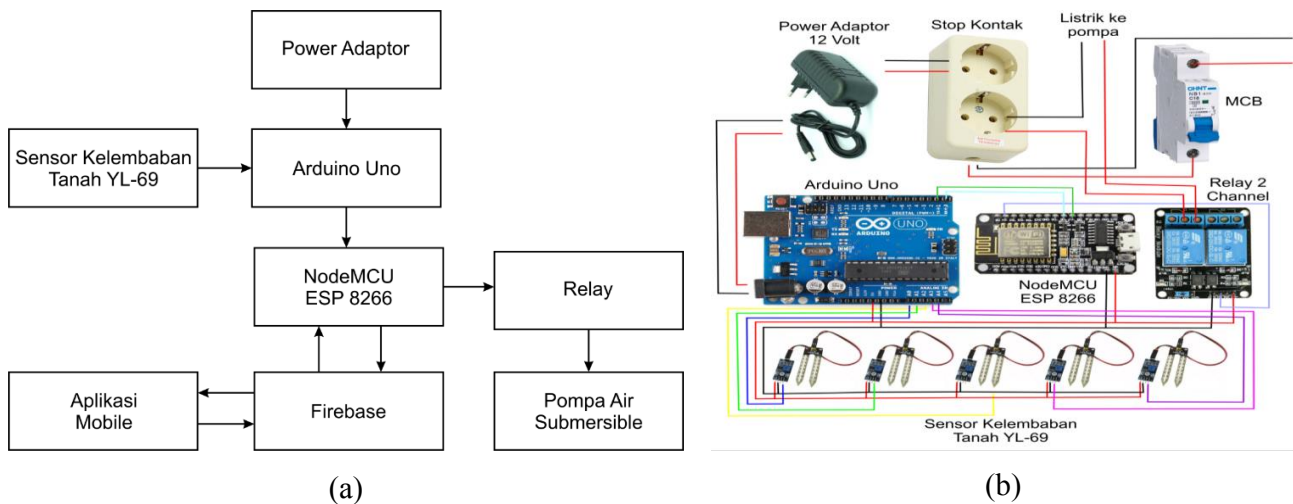 Power Adaptor
Sensor Kelembaban
Tanah YL-69
Arduino Uno
NodeMCU
ESP 8266
Relay
Aplikasi
Mobile
Firebase
Pompa Air
Submersible
(a)
Power Adaptor
12 Volt
Stop Kontak
Listrik ke
pompa
MCB
Arduino Uno
UNO
ARDUINO
NodeMCU
ESP 8266
Relay 2
Channel
Sensor Kelembaban
Tanah YL-69
(b)